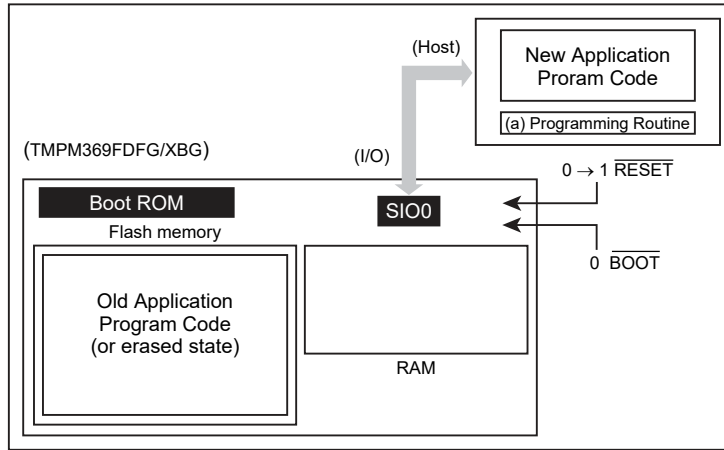 (Host)
New Application
Proram Code
(a) Programming Routine
(TMPM369FDFG/XBG)
(I/O)
0 → 1 RESET
Boot ROM
SIO0
Flash memory
0 BOOT
Old Application
Program Code
(or erased state)
RAM